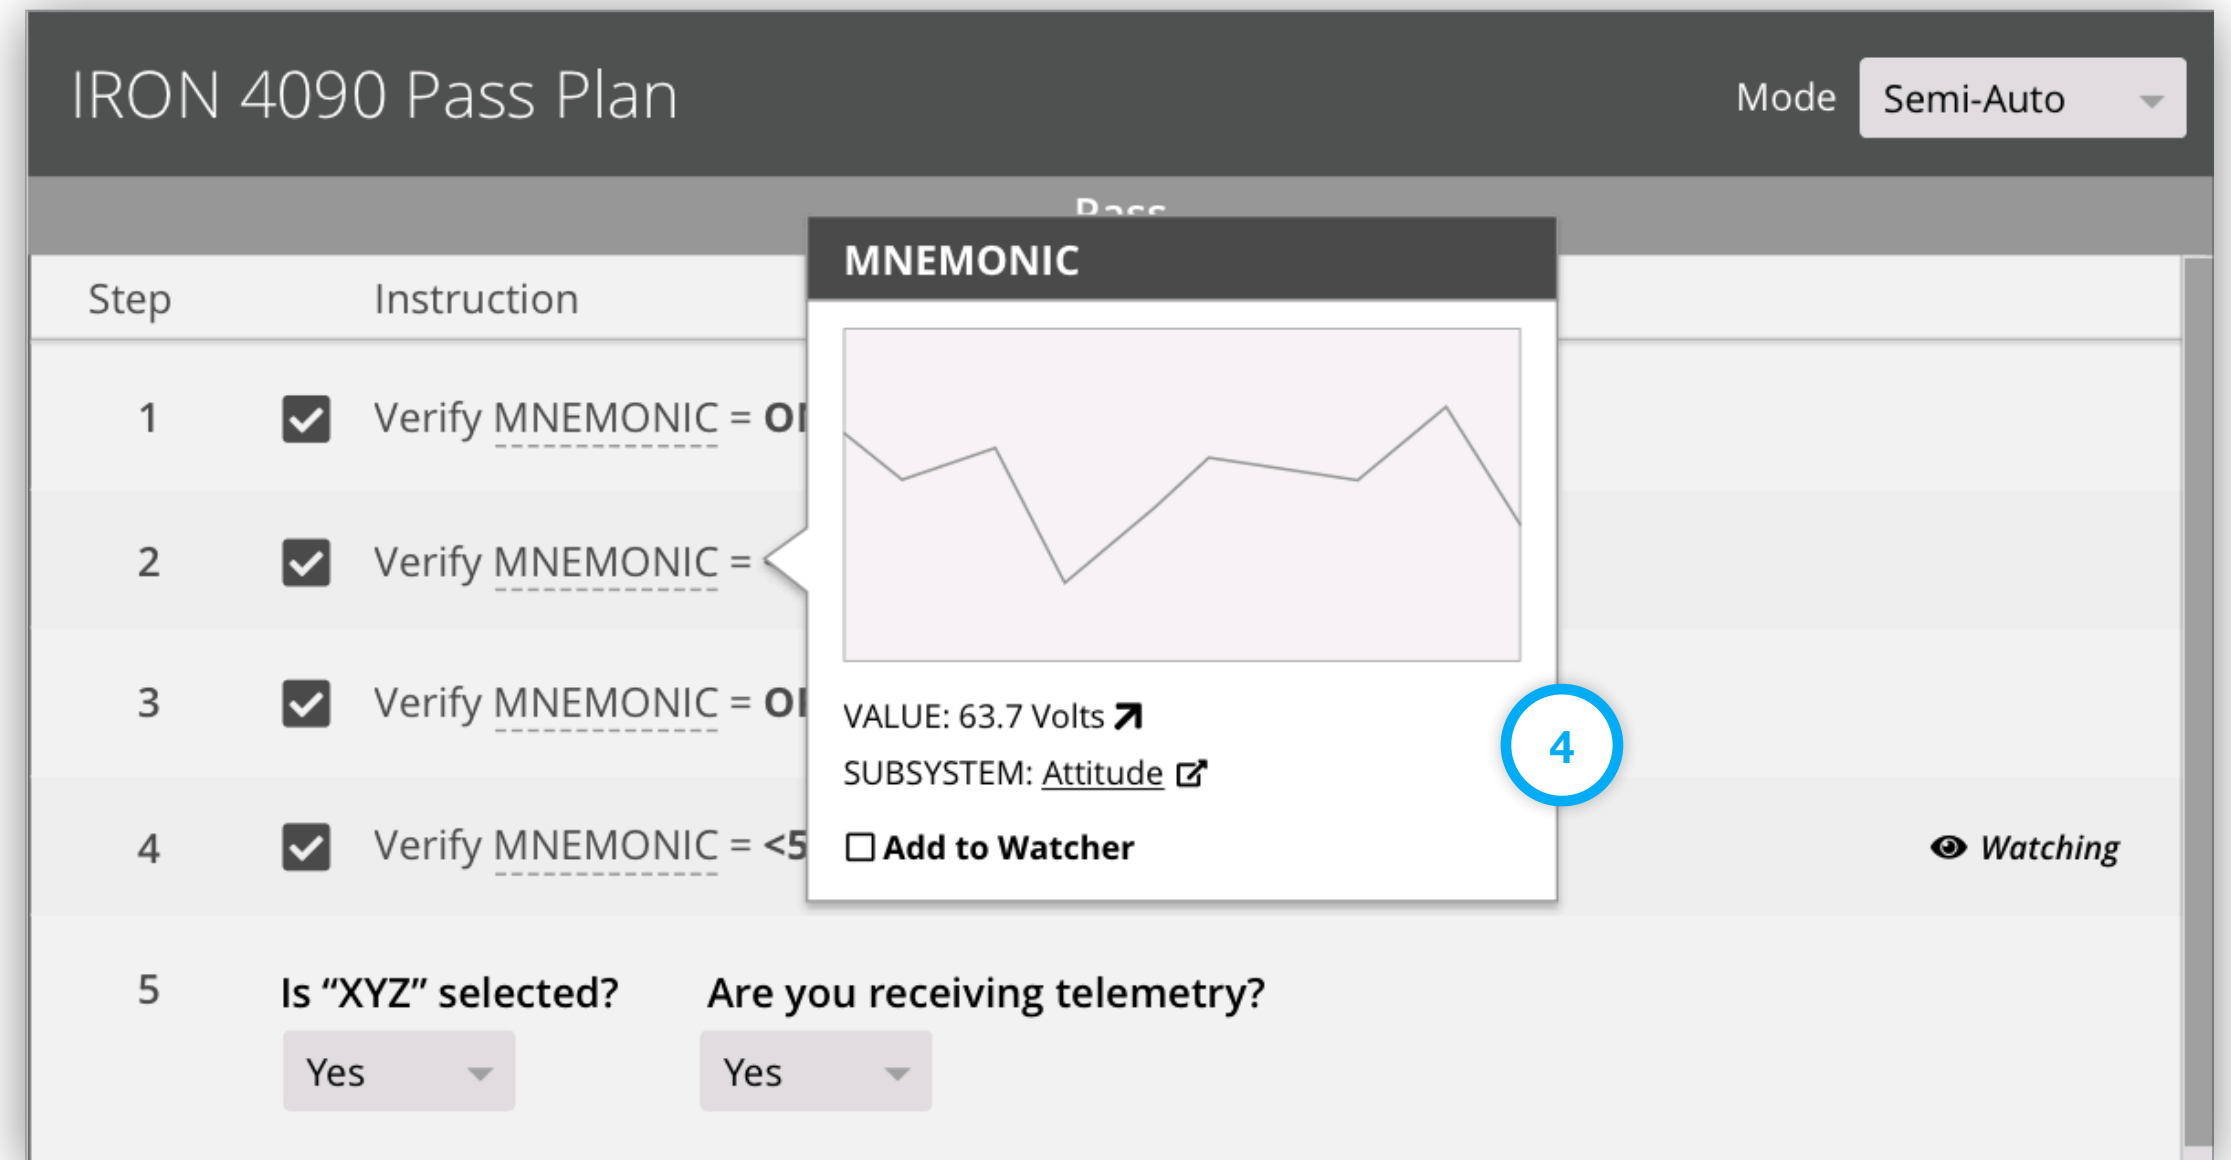 IRON 4090 Pass Plan
Mode Semi-Auto
Pass
MNEMONIC
Step Instruction
1 Verify MNEMONIC =
2 Verify MNEMONIC =
3 Verify MNEMONIC =
4 Verify MNEMONIC = <5
VALUE: 63.7 Volts
SUBSYSTEM: Attitude
Add to Watcher
4
Watching
5 Is “XYZ” selected? Are you receiving telemetry?
Yes Yes